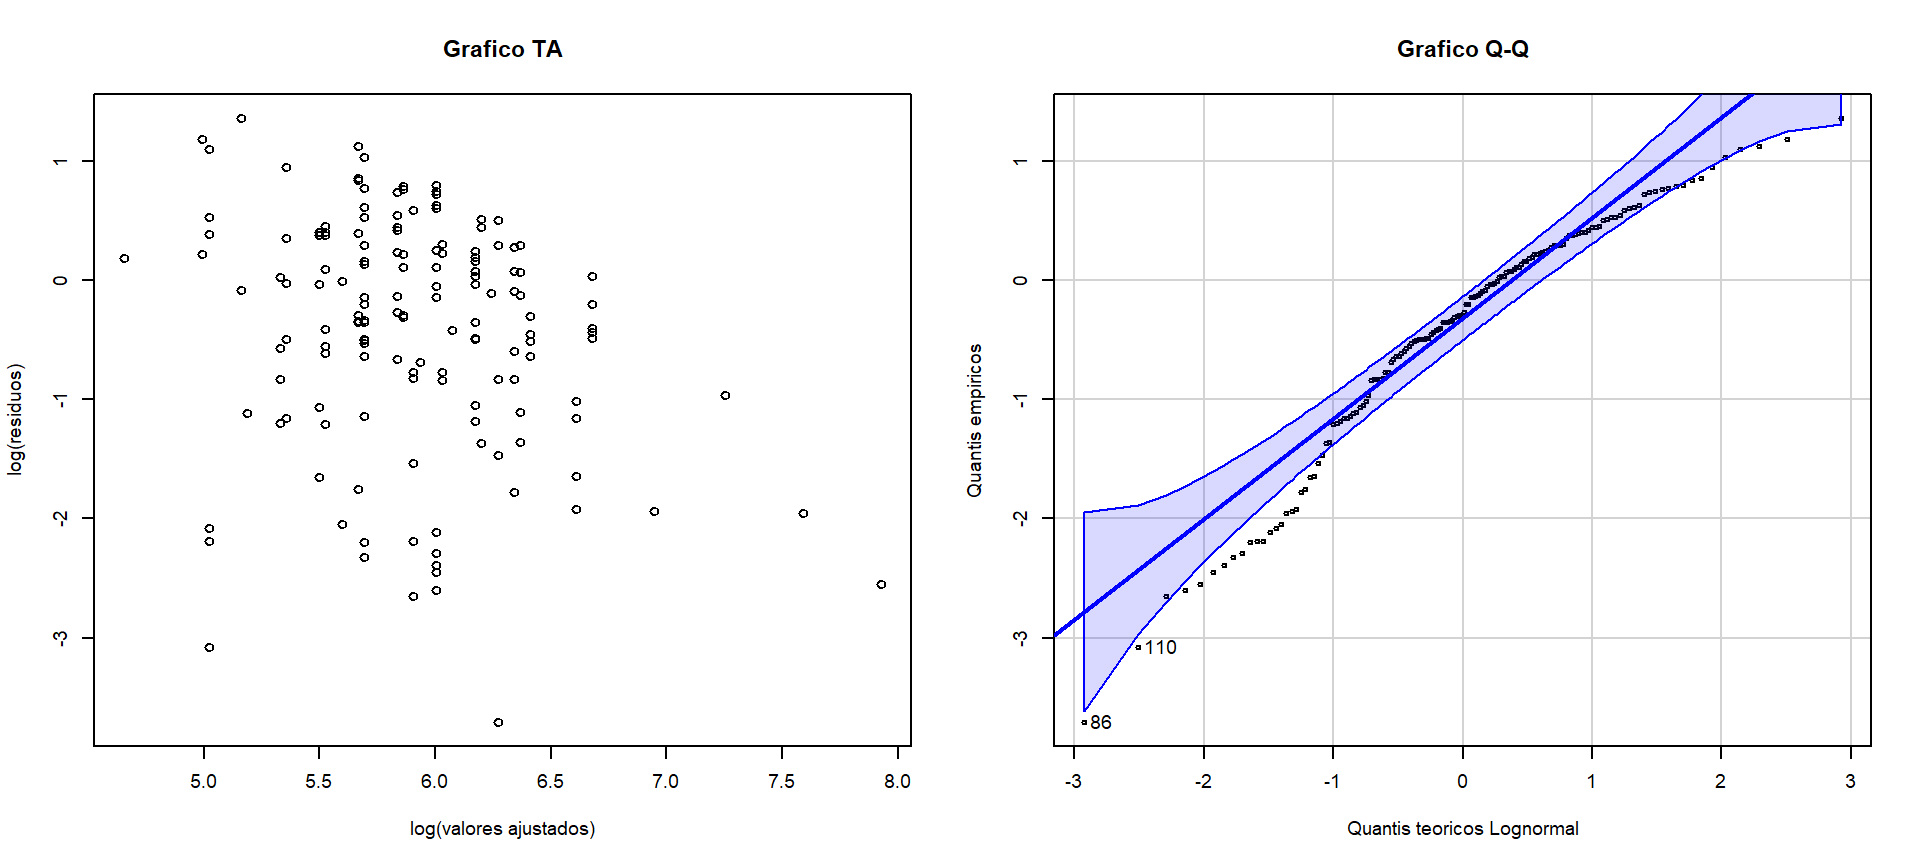 Grafico TA
log(residuos)
1
0
-1
-2
-3
5.0 5.5 6.0 6.5 7.0 7.5 8.0
log(valores ajustados)
Grafico Q-Q
Quantis empiricos
1
0
-1
-2
-3
110
86
-3 -2 -1 0 1 2 3
Quantis teoricos Lognormal